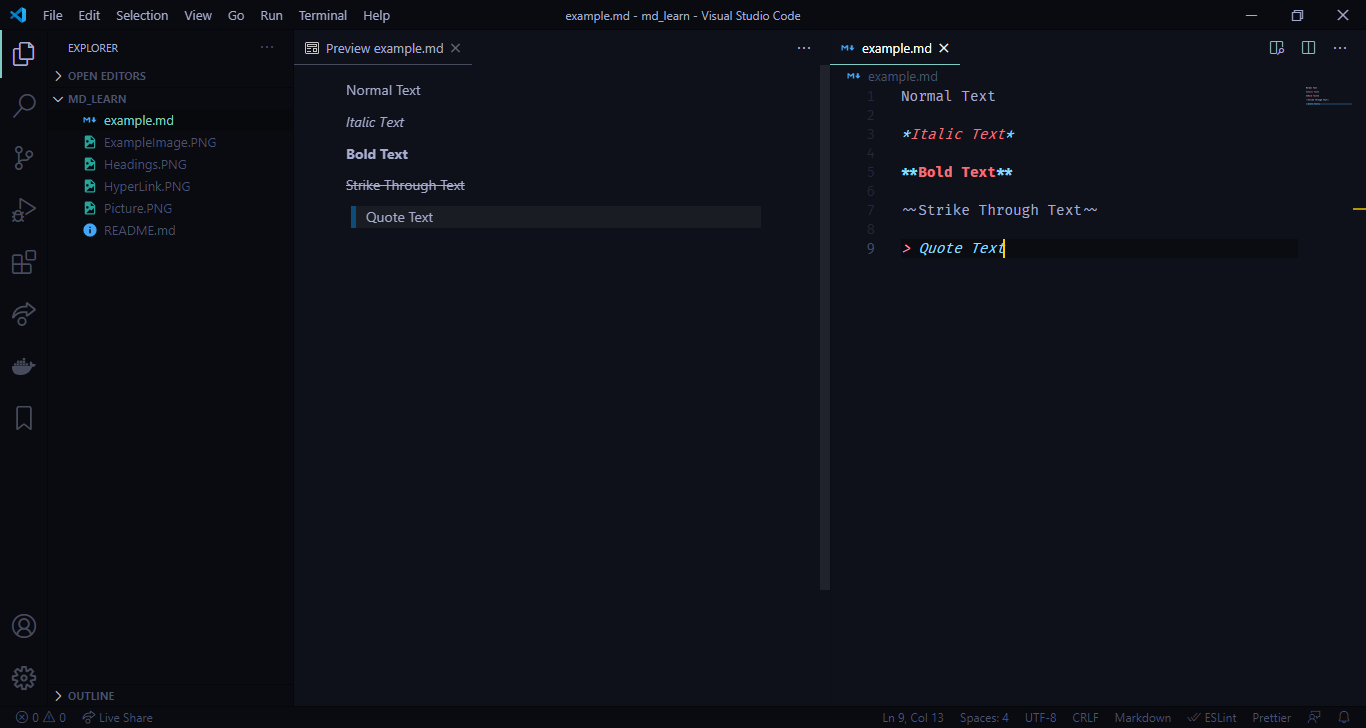 File Edit Selection View Go Run Terminal Help example.md - md_learn - Visual Studio Code
EXPLORER
OPEN EDITORS
MD_LEARN
example.md
ExampleImage.PNG
Headings.PNG
HyperLink.PNG
Picture.PNG
README.md
OUTLINE
Preview example.md
Normal Text
Italic Text
Bold Text
Strike Through Text
Quote Text
example.md
example.md
1 Normal Text
2
3 *Italic Text*
4
5 **Bold Text**
6
7 ~~Strike Through Text~~
8
9 > Quote Text
0 0 Live Share Ln 9, Col 13 Spaces: 4 UTF-8 CRLF Markdown ESLint Prettier